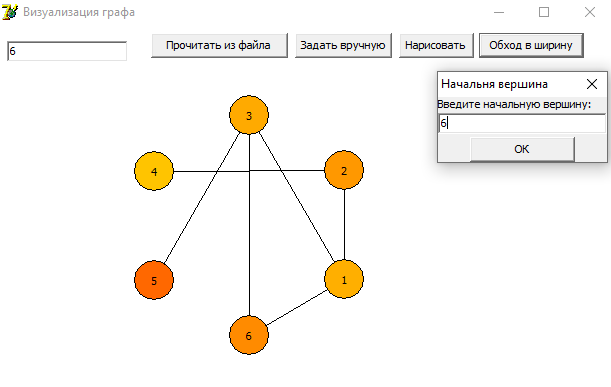 Визуализация графа
6
Прочитать из файла
Задать вручную
Нарисовать
Обход в ширину
Начальня вершина
Введите начальную вершину:
6
OK
3
4
2
5
1
6